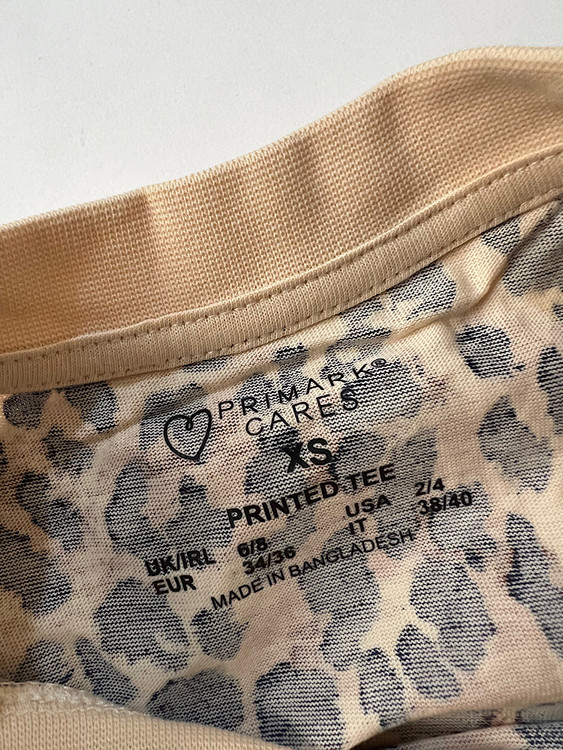 PRIMARK®
CARES
XS
PRINTED TEE
UK/IRL 6/8 USA 2/4
EUR 34/36 IT 38/40
MADE IN BANGLADESH